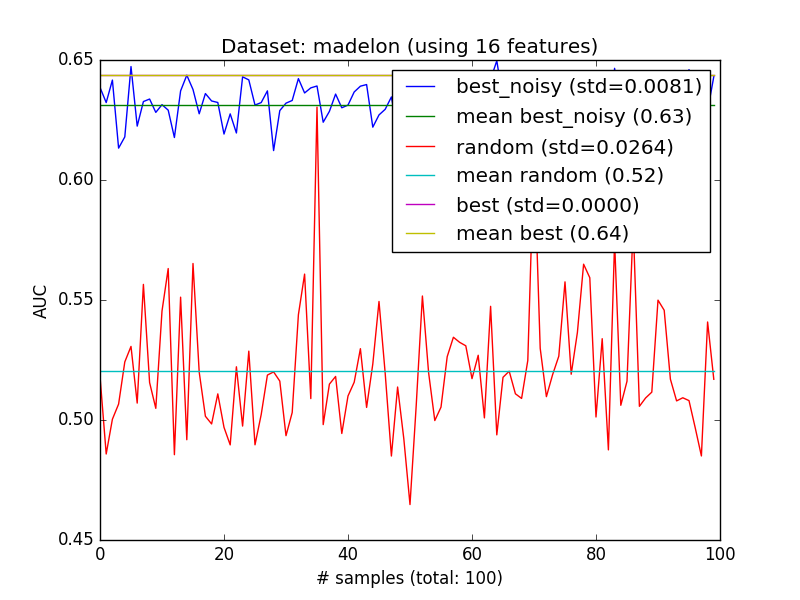 Dataset: madelon (using 16 features)
0.65
0.60
0.55
0.50
0.45
AUC
best_noisy (std=0.0081)
mean best_noisy (0.63)
random (std=0.0264)
mean random (0.52)
best (std=0.0000)
mean best (0.64)
0 20 40 60 80 100
# samples (total: 100)